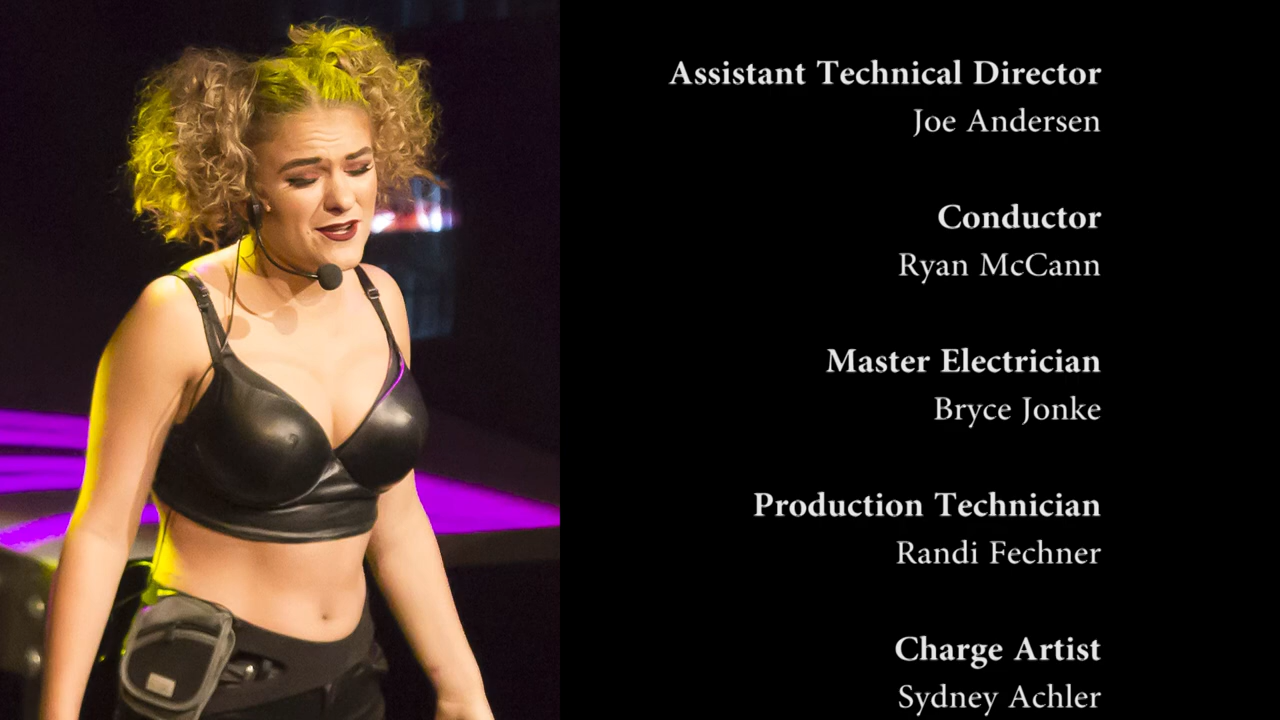 Assistant Technical Director
Joe Andersen
Conductor
Ryan McCann
Master Electrician
Bryce Jonke
Production Technician
Randi Fechner
Charge Artist
Sydney Achler